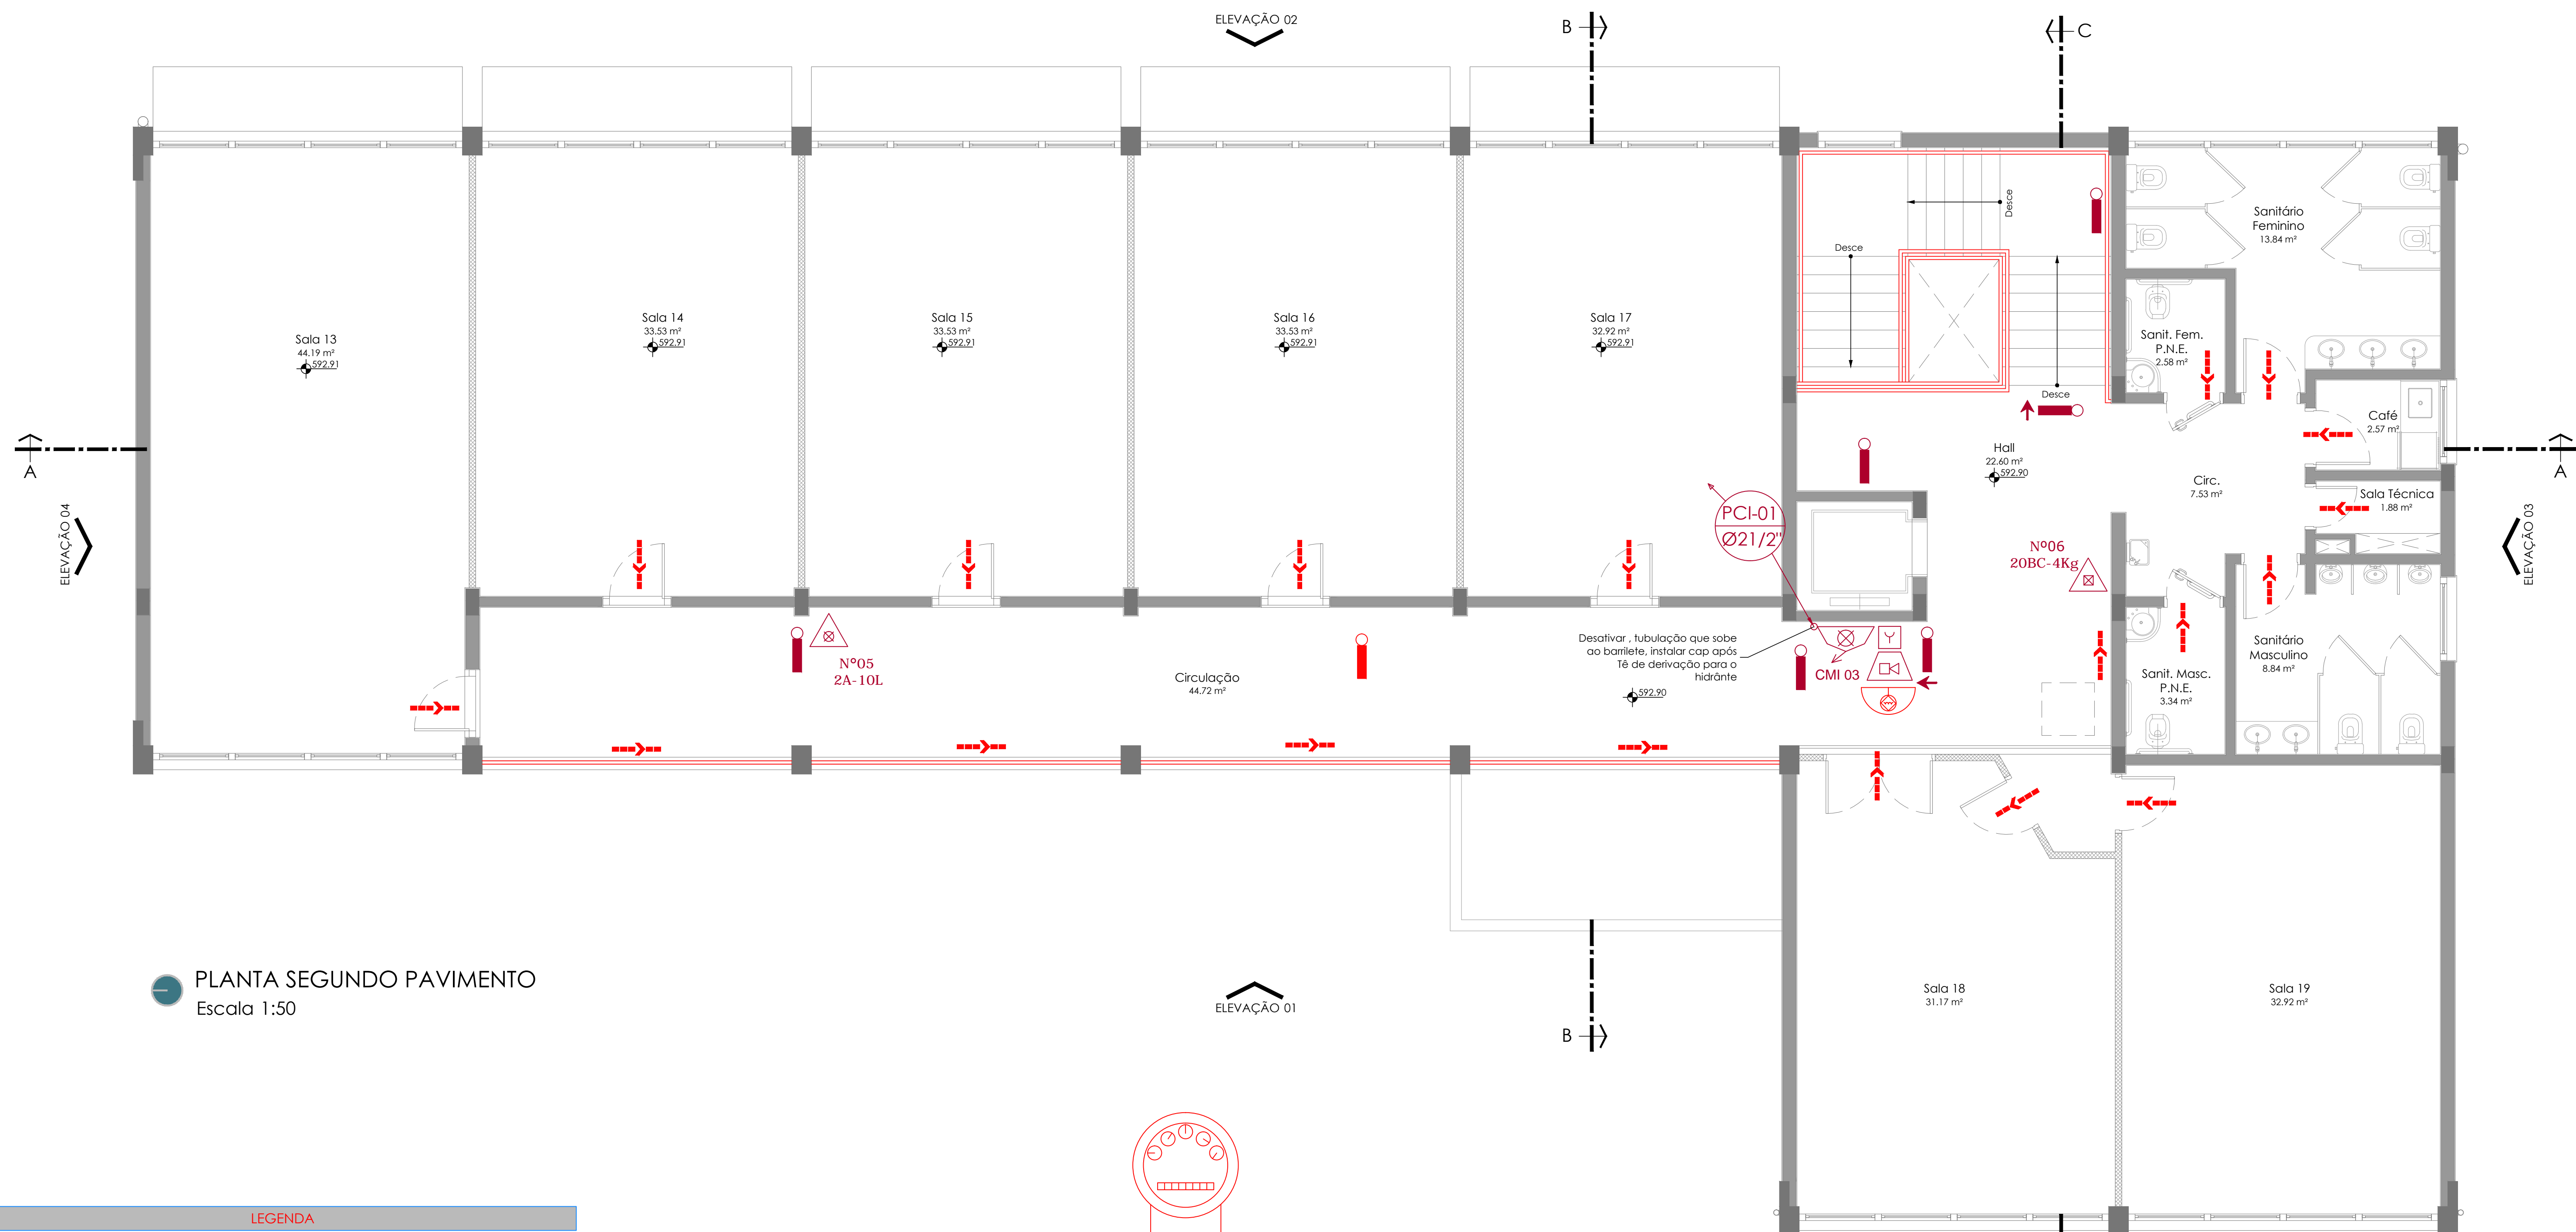 ELEVAÇÃO 02
B
C
Desce
Desce
Desce
Sanitário
Feminino
13.84 m²
Sala 13
44.19 m²
592,91
Sala 14
33.53 m²
592,91
Sala 15
33.53 m²
592,91
Sala 16
33.53 m²
592,91
Sala 17
32.92 m²
592,91
Sanit. Fem.
P.N.E.
2.58 m²
Café
2.57 m²
Hall
22.60 m²
592,90
Circ.
7.53 m²
Sala Técnica
1.88 m²
A
A
ELEVAÇÃO 04
ELEVAÇÃO 03
PCI-01
Ø21/2"
Nº06
20BC-4Kg
Desativar , tubulação que sobe
ao barrilete, instalar cap após
Tê de derivação para o
hidrânte
CMI 03
Nº05
2A-10L
Circulação
44.72 m²
592,90
Sanit. Masc.
P.N.E.
3.34 m²
Sanitário
Masculino
8.84 m²
PLANTA SEGUNDO PAVIMENTO
Escala 1:50
ELEVAÇÃO 01
B
Sala 18
31.17 m²
Sala 19
32.92 m²
LEGENDA